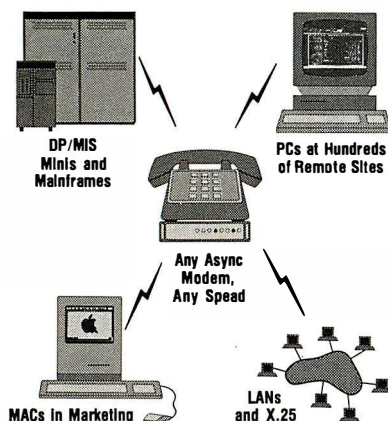 DP/MIS
Minis and
Mainframes
PCs at Hundreds
of Remote Sites
Any Async
Modem,
Any Spead
MACs in Marketing
LANs
and X.25